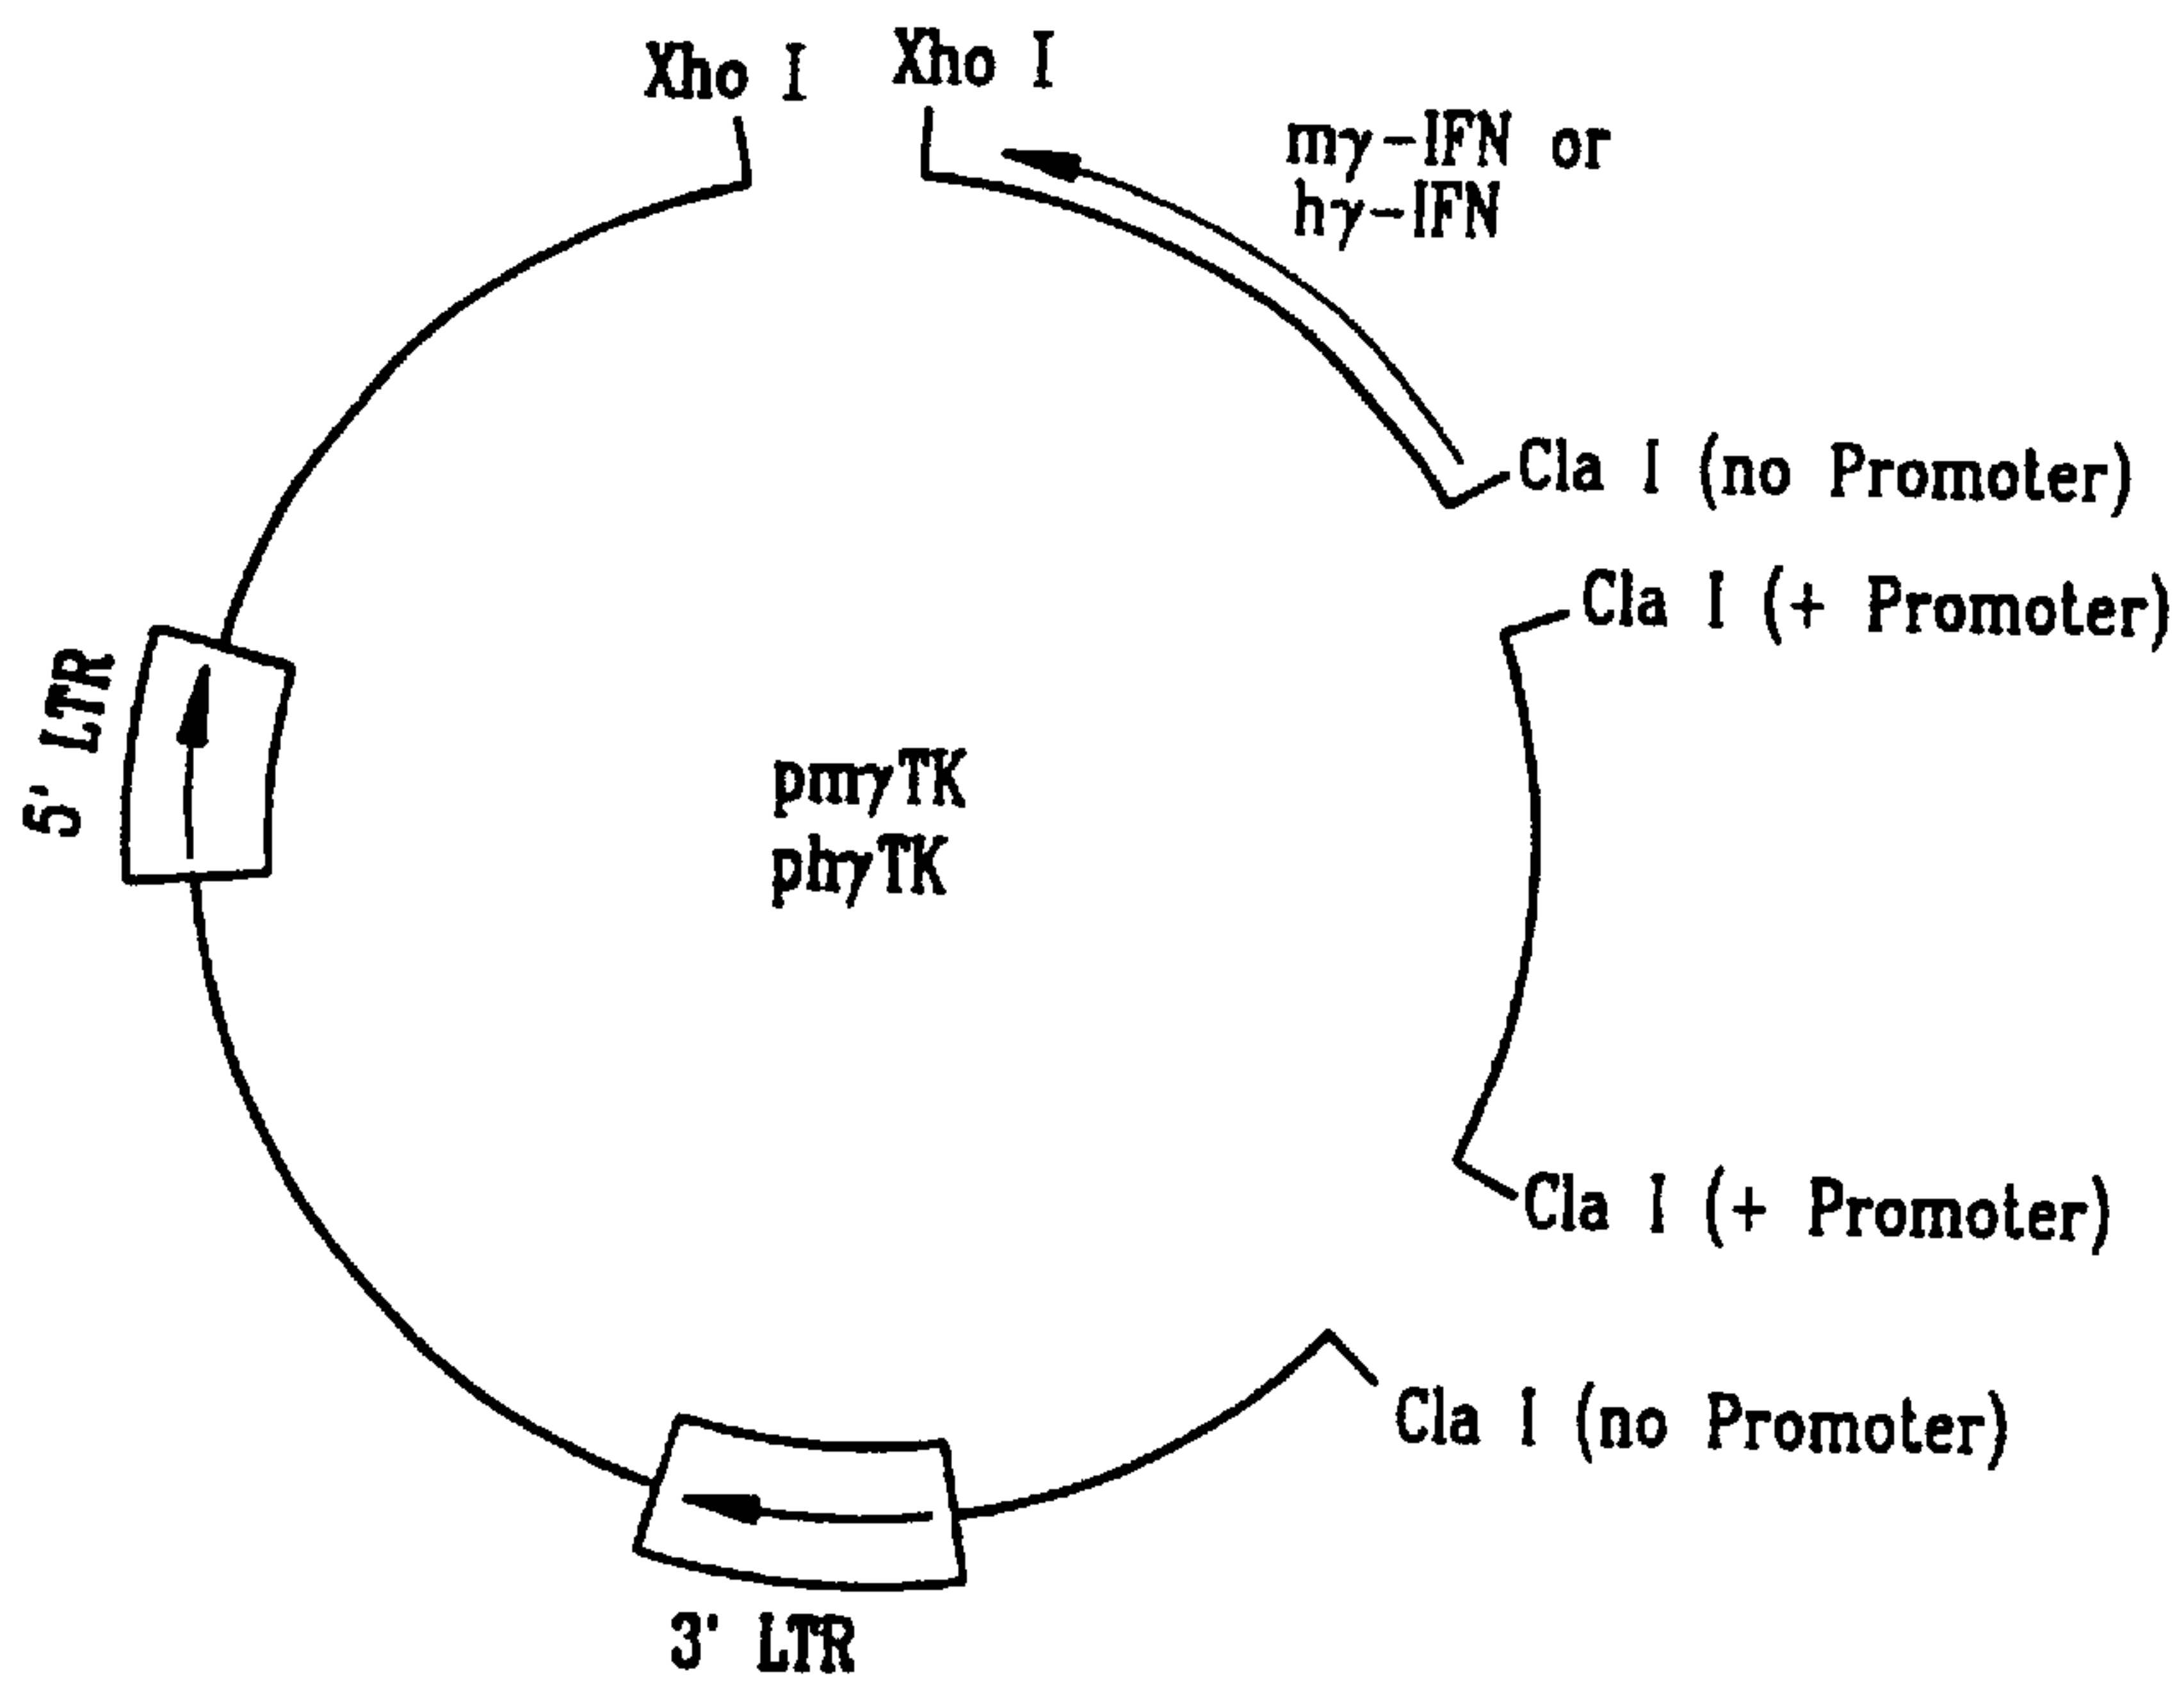 Xho I
Xho I
mγ-IFN or
hγ-IFN
Cla I (no Promoter)
Cla I (+ Promoter)
5' LTR
pmγTK
phγTK
Cla I (+ Promoter)
Cla I (no Promoter)
3' LTR